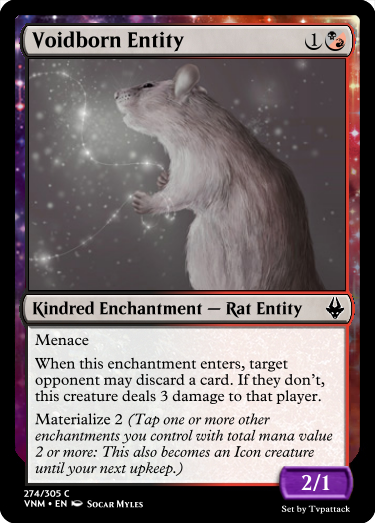 Voidborn Entity 1
Kindred Enchantment — Rat Entity
Menace
When this enchantment enters, target
opponent may discard a card. If they don't,
this creature deals 3 damage to that player.
Materialize 2 (Tap one or more other
enchantments you control with total mana value
2 or more: This also becomes an Icon creature
until your next upkeep.)
2/1
274/305 C
VNM • EN Socar Myles
Set by Tvpattack